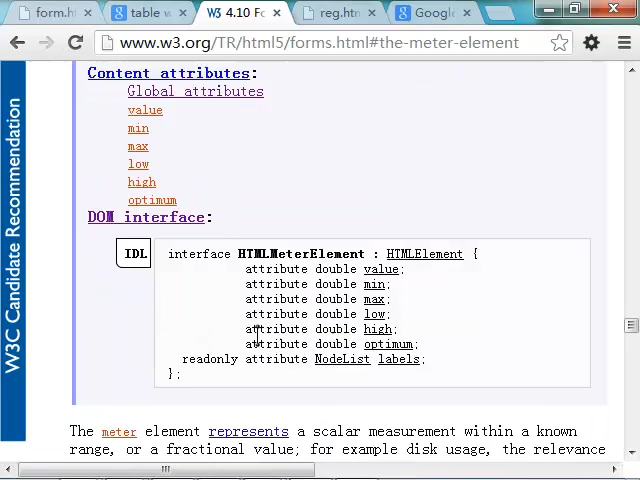 form.h
table w
W3 4.10 Fo
reg.htm
Google
www.w3.org/TR/html5/forms.html#the-meter-element
W3C Candidate Recommendation
Content attributes:
Global attributes
value
min
max
low
high
optimum
DOM interface:
IDL
interface HTMLMeterElement : HTMLElement {
attribute double value;
attribute double min;
attribute double max;
attribute double low;
attribute double high;
attribute double optimum;
readonly attribute NodeList labels;
};
The meter element represents a scalar measurement within a known
range, or a fractional value; for example disk usage, the relevance